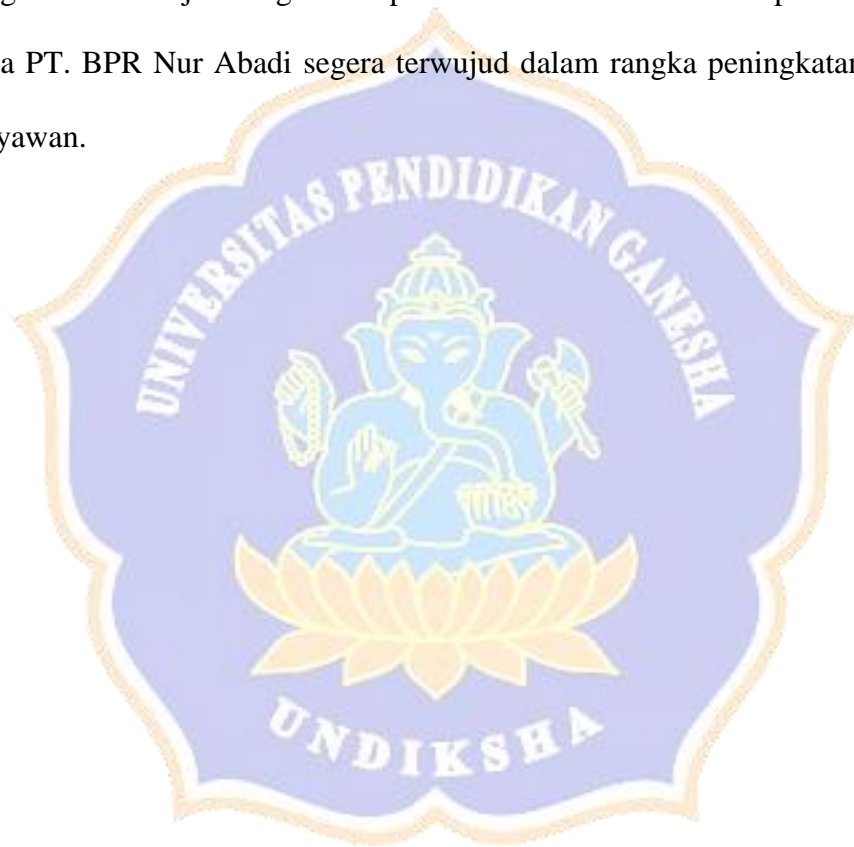 a PT. BPR Nur Abadi segera terwujud dalam rangka peningkatan
yawan.
UNIVERSITAS PENDIDIKAN GANESHA
UNDIKSHA